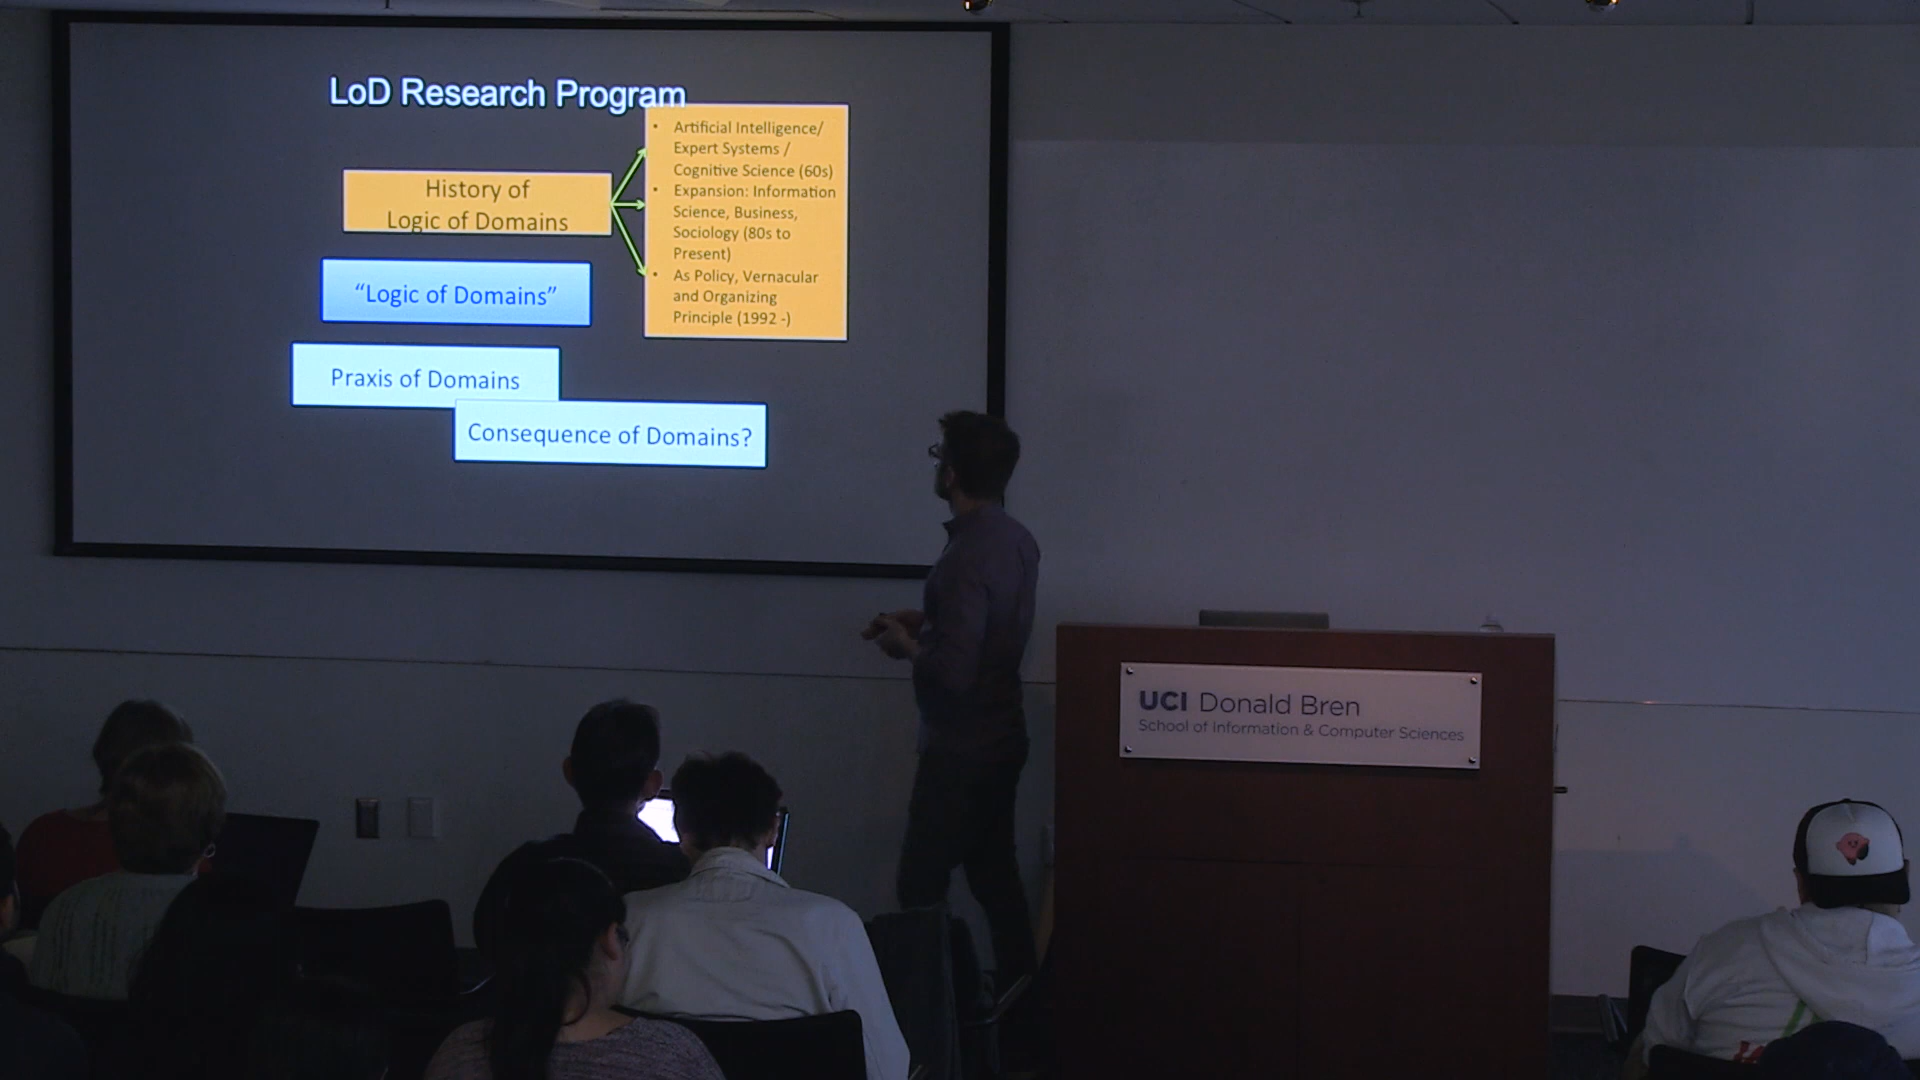 LoD Research Program
History of
Logic of Domains
• Artificial Intelligence/
Expert Systems /
Cognitive Science (60s)
• Expansion: Information
Science, Business,
Sociology (80s to
Present)
• As Policy, Vernacular
and Organizing
Principle (1992 -)
“Logic of Domains”
Praxis of Domains
Consequence of Domains?
UCI Donald Bren
School of Information & Computer Sciences